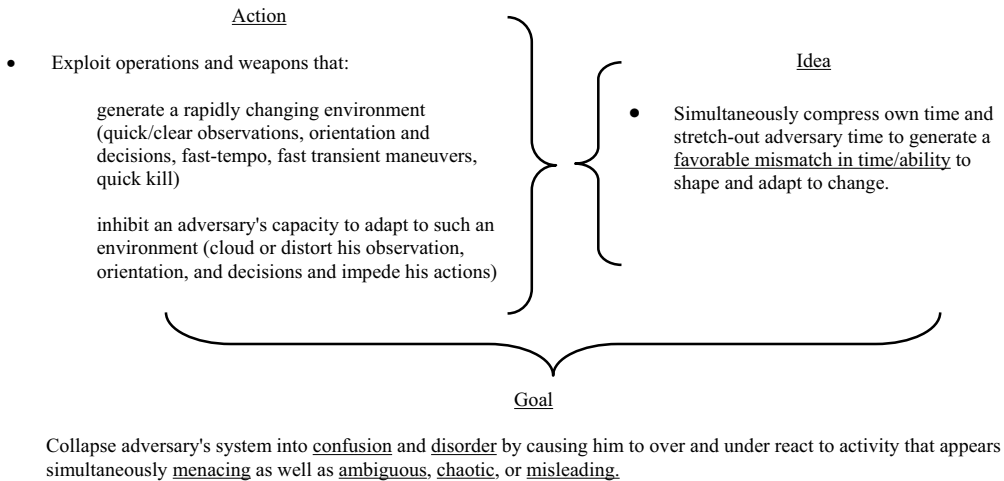 Action
• Exploit operations and weapons that:
generate a rapidly changing environment
(quick/clear observations, orientation and
decisions, fast-tempo, fast transient maneuvers,
quick kill)
inhibit an adversary's capacity to adapt to such an
environment (cloud or distort his observation,
orientation, and decisions and impede his actions)
Idea
• Simultaneously compress own time and
stretch-out adversary time to generate a
favorable mismatch in time/ability to
shape and adapt to change.
Goal
Collapse adversary's system into confusion and disorder by causing him to over and under react to activity that appears
simultaneously menacing as well as ambiguous, chaotic, or misleading.